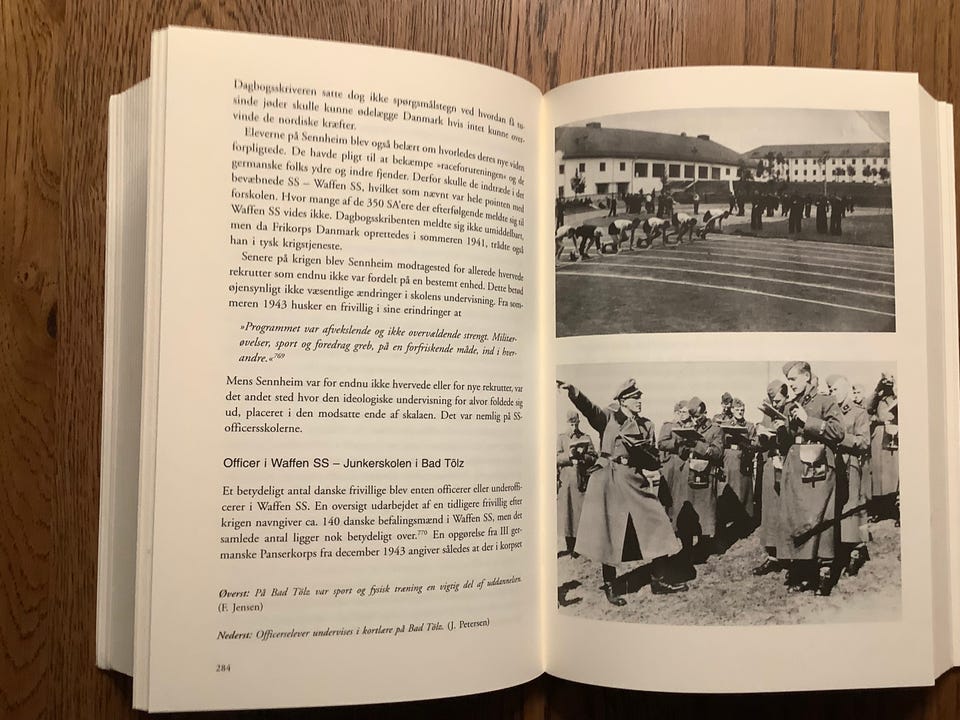 Dagbogsskriveren satte dog ikke spørgsmålstegn ved hvordan få tu-
sinde jøder skulle kunne ødelægge Danmark hvis intet kunne over-
vinde de nordiske kræfter.
Eleverne på Sennheim blev også belært om hvorledes deres nye viden
forpligtede. De havde pligt til at bekæmpe »raceforureningen« og de
germanske folks ydre og indre fjender. Derfor skulle de indtræde i det
bevæbnede SS – Waffen SS, hvilket som nævnt var hele pointen med
forskolen. Hvor mange af de 350 SA'ere der efterfølgende meldte sig til
Waffen SS vides ikke. Dagbogsskribenten meldte sig ikke umiddelbart,
men da Frikorps Danmark oprettedes i sommeren 1941, trådte også
han i tysk krigstjeneste.
Senere på krigen blev Sennheim modtagested for allerede hvervede
rekrutter som endnu ikke var fordelt på en bestemt enhed. Dette betød
øjensynligt ikke væsentlige ændringer i skolens undervisning. Fra som-
meren 1943 husker en frivillig i sine erindringer at
»Programmet var afvekslende og ikke overvældende strengt. Militær-
øvelser, sport og foredrag greb, på en forfriskende måde, ind i hver-
andre.«769
Mens Sennheim var for endnu ikke hvervede eller for nye rekrutter, var
det andet sted hvor den ideologiske undervisning for alvor foldede sig
ud, placeret i den modsatte ende af skalaen. Det var nemlig på SS-
officersskolerne.
Officer i Waffen SS – Junkerskolen i Bad Tölz
Et betydeligt antal danske frivillige blev enten officerer eller underoffi-
cerer i Waffen SS. En oversigt udarbejdet af en tidligere frivillig efter
krigen navngiver ca. 140 danske befalingsmænd i Waffen SS, men det
samlede antal ligger nok betydeligt over.770 En opgørelse fra III ger-
manske Panserkorps fra december 1943 angiver således at der i korpset
Øverst: På Bad Tölz var sport og fysisk træning en vigtig del af uddannelsen.
(F. Jensen)
Nederst: Officerselever undervises i kortlære på Bad Tölz. (J. Petersen)
284